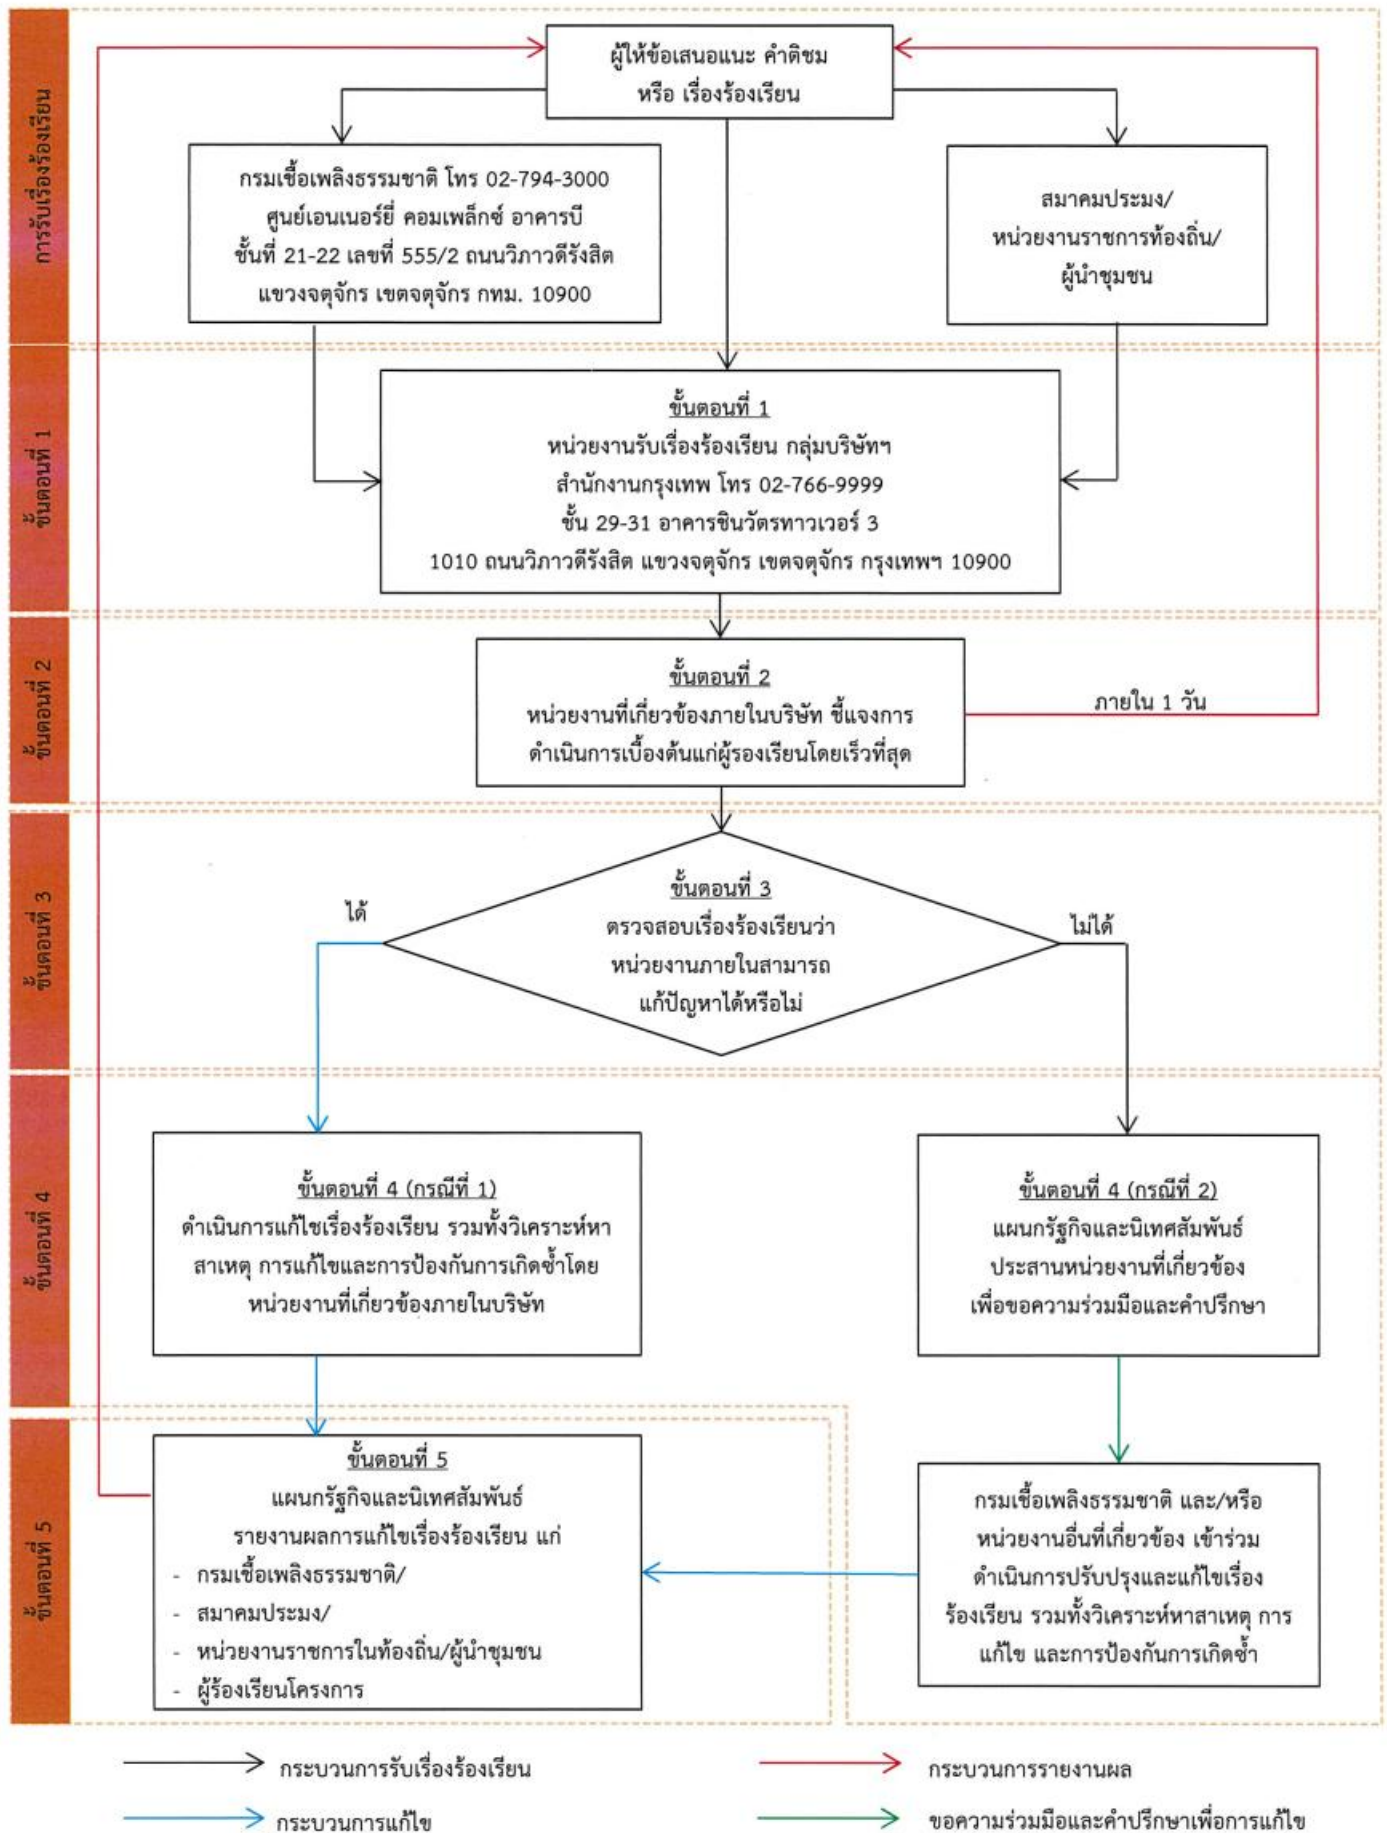 การรับเรื่องร้องเรียน
ผู้ให้ข้อเสนอแนะ คำติชม
หรือ เรื่องร้องเรียน
กรมเชื้อเพลิงธรรมชาติ โทร 02-794-3000
ศูนย์เอนเนอร์ยี่ คอมเพล็กซ์ อาคารบี
ชั้นที่ 21-22 เลขที่ 555/2 ถนนวิภาวดีรังสิต
แขวงจตุจักร เขตจตุจักร กทม. 10900
สมาคมประมง/
หน่วยงานราชการท้องถิ่น/
ผู้นำชุมชน
ขั้นตอนที่ 1
ขั้นตอนที่ 1
หน่วยงานรับเรื่องร้องเรียน กลุ่มบริษัทฯ
สำนักงานกรุงเทพ โทร 02-766-9999
ชั้น 29-31 อาคารชินวัตรทาวเวอร์ 3
1010 ถนนวิภาวดีรังสิต แขวงจตุจักร เขตจตุจักร กรุงเทพฯ 10900
ขั้นตอนที่ 2
ขั้นตอนที่ 2
หน่วยงานที่เกี่ยวข้องภายในบริษัท ชี้แจงการ
ดำเนินการเบื้องต้นแก่ผู้รองเรียนโดยเร็วที่สุด
ภายใน 1 วัน
ขั้นตอนที่ 3
ได้
ขั้นตอนที่ 3
ตรวจสอบเรื่องร้องเรียนว่า
หน่วยงานภายในสามารถ
แก้ปัญหาได้หรือไม่
ไม่ได้
ขั้นตอนที่ 4
ขั้นตอนที่ 4 (กรณีที่ 1)
ดำเนินการแก้ไชเรื่องร้องเรียน รวมทั้งวิเคราะห์หา
สาเหตุ การแก้ไขและการป้องกันการเกิดซ้ำโดย
หน่วยงานที่เกี่ยวข้องภายในบริษัท
ขั้นตอนที่ 4 (กรณีที่ 2)
แผนกรัฐกิจและนิเทศสัมพันธ์
ประสานหน่วยงานที่เกี่ยวข้อง
เพื่อขอความร่วมมือและคำปรึกษา
ขั้นตอนที่ 5
ขั้นตอนที่ 5
แผนกรัฐกิจและนิเทศสัมพันธ์
รายงานผลการแก้ไขเรื่องร้องเรียน แก่
- กรมเชื้อเพลิงธรรมชาติ/
- สมาคมประมง/
- หน่วยงานราชการในท้องถิ่น/ผู้นำชุมชน
- ผู้ร้องเรียนโครงการ
กรมเชื้อเพลิงธรรมชาติ และ/หรือ
หน่วยงานอื่นที่เกี่ยวข้อง เข้าร่วม
ดำเนินการปรับปรุงและแก้ไขเรื่อง
ร้องเรียน รวมทั้งวิเคราะห์หาสาเหตุ การ
แก้ไข และการป้องกันการเกิดซ้ำ
กระบวนการรับเรื่องร้องเรียน
กระบวนการรายงานผล
กระบวนการแก้ไข
ขอความร่วมมือและคำปรึกษาเพื่อการแก้ไข